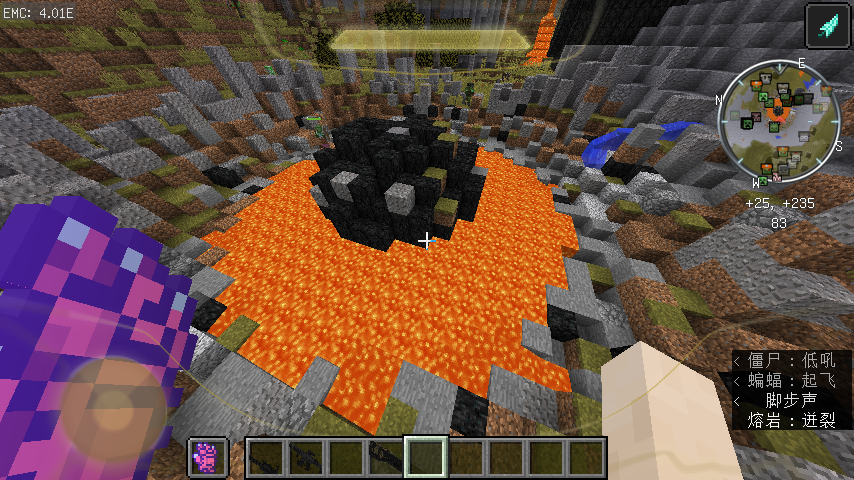 EMC: 4.01E
E
N
S
W
+25, +235
83
< 僵尸：低吼
< 蝙蝠：起飞
< 脚步声
熔岩：迸裂